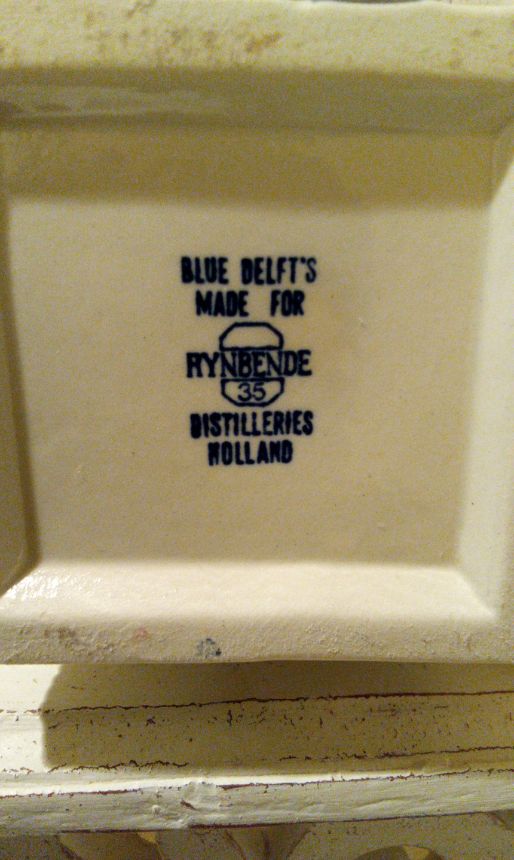 BLUE DELFT'S
MADE FOR
RYNBENDE
35
DISTILLERIES
HOLLAND